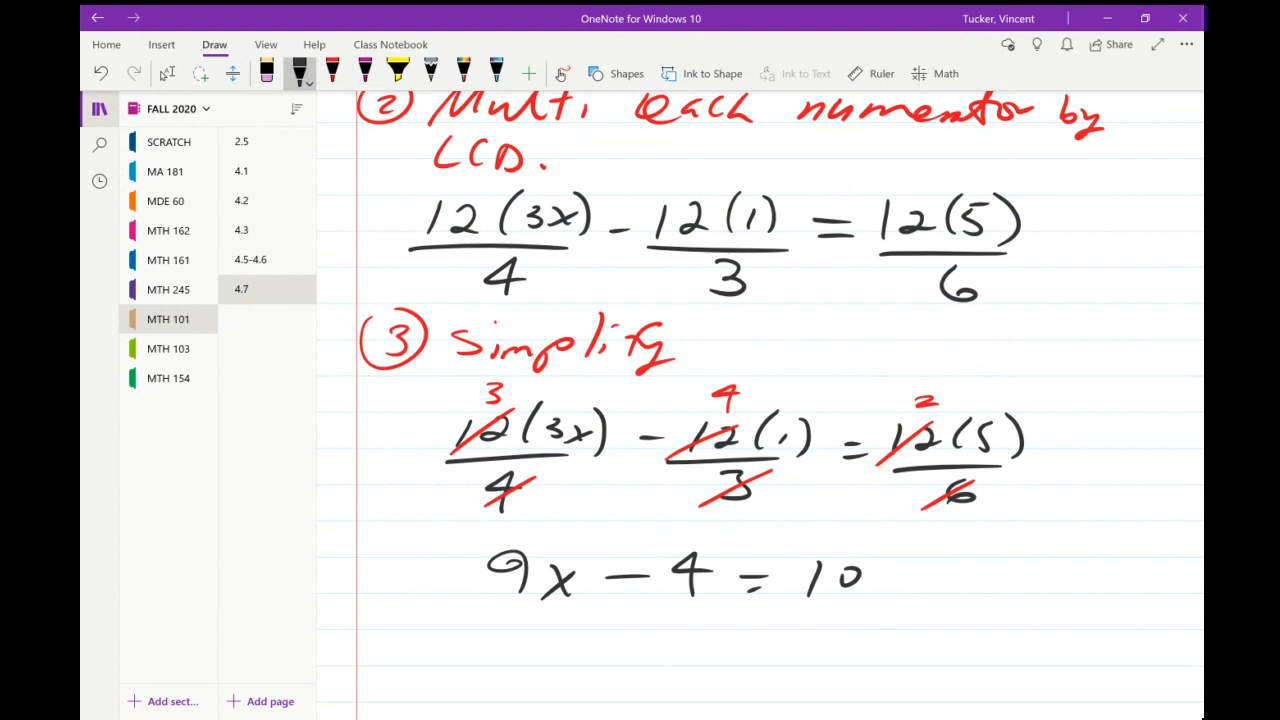 OneNote for Windows 10
Tucker, Vincent
Home Insert Draw View Help Class Notebook
Share
Shapes Ink to Shape Ink to Text Ruler Math
FALL 2020
SCRATCH
MA 181
MDE 60
MTH 162
MTH 161
MTH 245
MTH 101
MTH 103
MTH 154
2.5
4.1
4.2
4.3
4.5-4.6
4.7
Add sect...
Add page
② Multi each numerator by
LCD.
12(3x)/4 - 12(1)/3 = 12(5)/6
③ Simplify
3 4 2
12(3x)/4 - 12(1)/3 = 12(5)/6
9x - 4 = 10